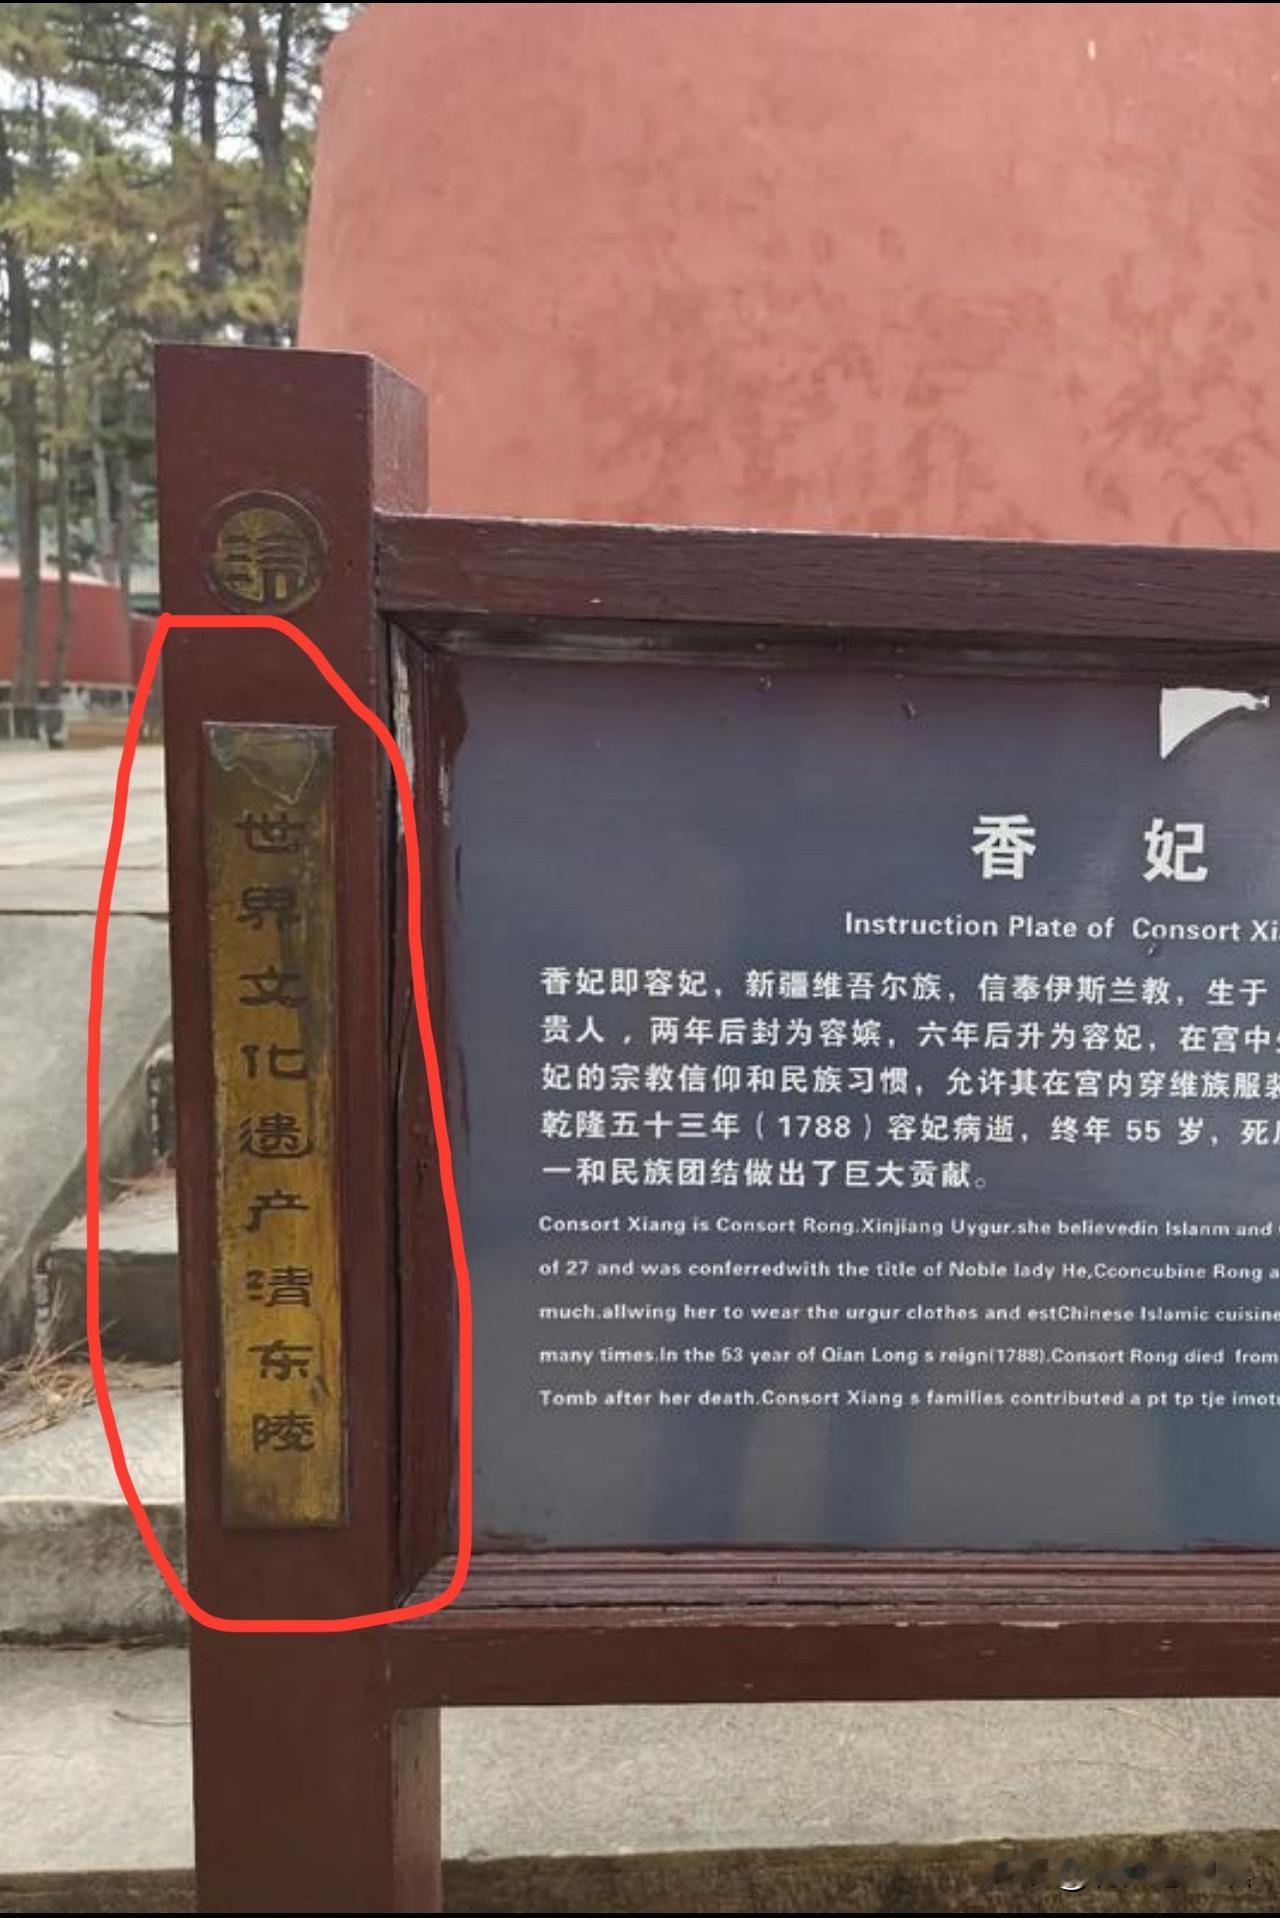 世界文化遗产清东陵
香 妃
Instruction Plate of Consort Xi
香妃即容妃，新疆维吾尔族，信奉伊斯兰教，生于
贵人，两年后封为容嫔，六年后升为容妃，在宫中
妃的宗教信仰和民族习惯，允许其在宫内穿维族服装
乾隆五十三年（1788）容妃病逝，终年 55 岁，死后
一和民族团结做出了巨大贡献。
Consort Xiang is Consort Rong.Xinjiang Uygur.she believedin Islanm and
of 27 and was conferredwith the title of Noble lady He,Cconcubine Rong a
much.allwing her to wear the urgur clothes and estChinese Islamic cuisine
many times.In the 53 year of Qian Long s reign(1788).Consort Rong died from
Tomb after her death.Consort Xiang s families contributed a pt tp tje imot